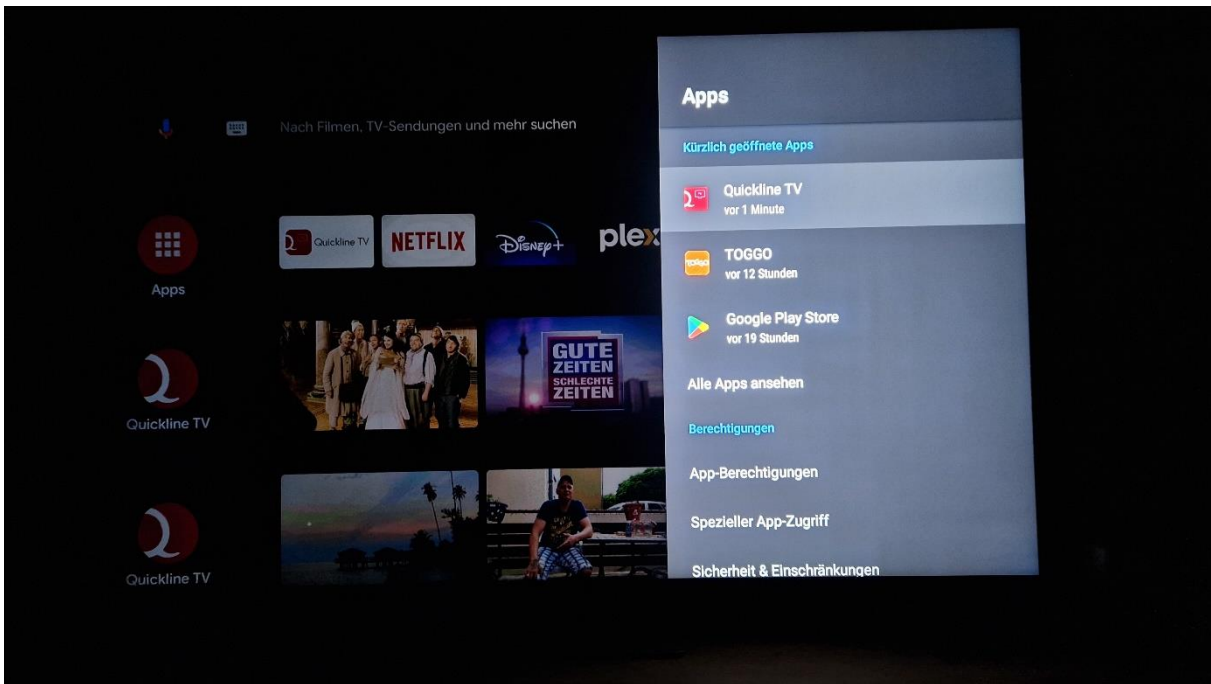 Nach Filmen, TV-Sendungen und mehr suchen
Apps
Quickline TV
Quickline TV
Quickline TV
NETFLIX
Disney+
plex
GUTE
ZEITEN
SCHLECHTE
ZEITEN
Apps
Kürzlich geöffnete Apps
Quickline TV
vor 1 Minute
TOGGO
TOGGO
vor 12 Stunden
Google Play Store
vor 19 Stunden
Alle Apps ansehen
Berechtigungen
App-Berechtigungen
Spezieller App-Zugriff
Sicherheit & Einschränkungen